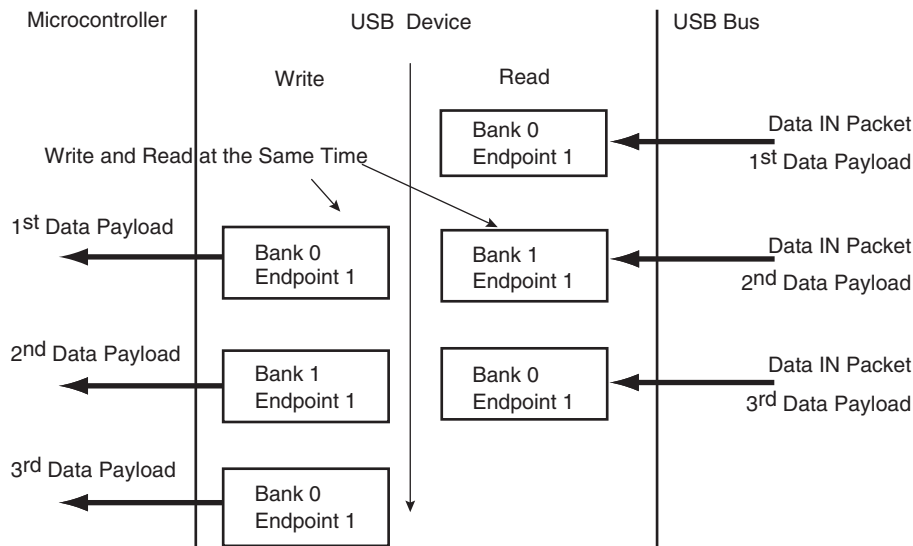 Microcontroller
USB Device
USB Bus
Write
Read
Bank 0
Endpoint 1
Data IN Packet
1st Data Payload
Write and Read at the Same Time
1st Data Payload
Bank 0
Endpoint 1
Bank 1
Endpoint 1
Data IN Packet
2nd Data Payload
2nd Data Payload
Bank 1
Endpoint 1
Bank 0
Endpoint 1
Data IN Packet
3rd Data Payload
3rd Data Payload
Bank 0
Endpoint 1